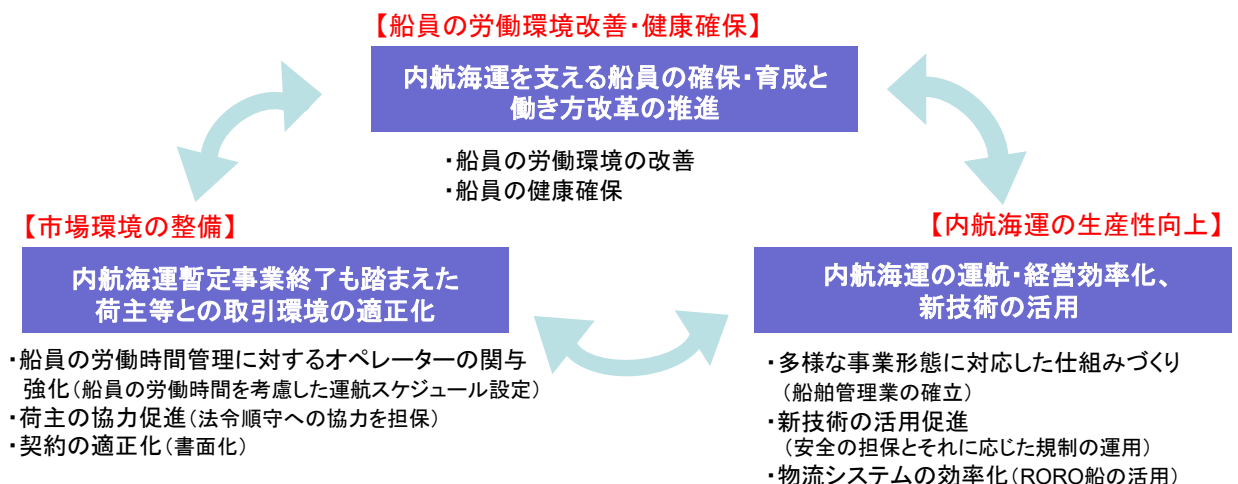 【船員の労働環境改善・健康確保】
内航海運を支える船員の確保・育成と
働き方改革の推進
・船員の労働環境の改善
・船員の健康確保
【市場環境の整備】
内航海運暫定事業終了も踏まえた
荷主等との取引環境の適正化
・船員の労働時間管理に対するオペレーターの関与
強化（船員の労働時間を考慮した運航スケジュール設定）
・荷主の協力促進（法令順守への協力を担保）
・契約の適正化（書面化）
【内航海運の生産性向上】
内航海運の運航・経営効率化、
新技術の活用
・多様な事業形態に対応した仕組みづくり
（船舶管理業の確立）
・新技術の活用促進
（安全の担保とそれに応じた規制の運用）
・物流システムの効率化（RORO船の活用）